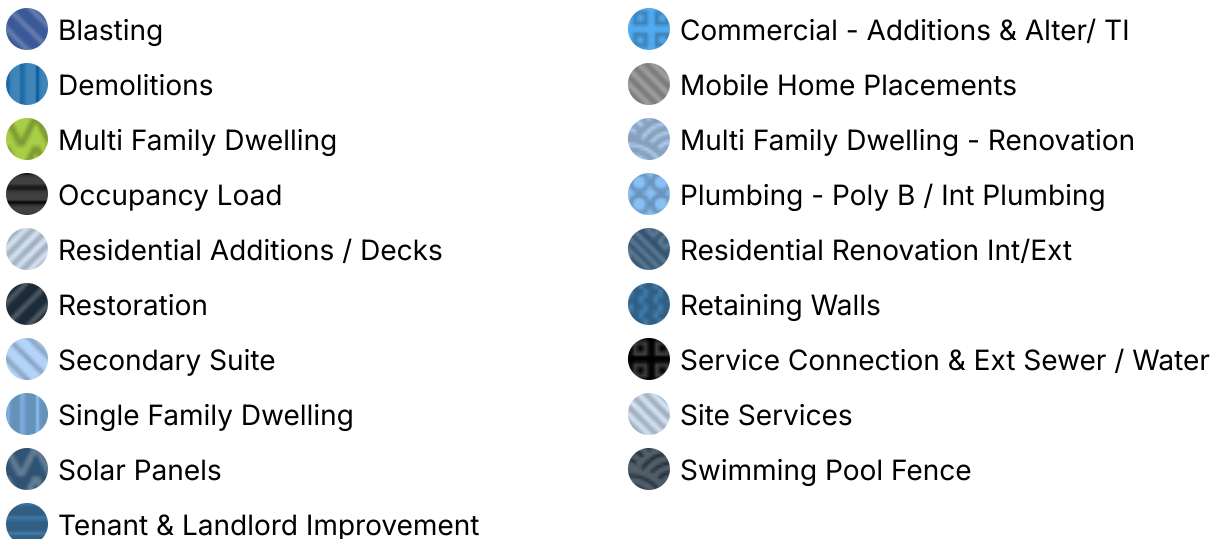 Blasting
Commercial - Additions & Alter/ TI
Demolitions
Mobile Home Placements
Multi Family Dwelling
Multi Family Dwelling - Renovation
Occupancy Load
Plumbing - Poly B / Int Plumbing
Residential Additions / Decks
Residential Renovation Int/Ext
Restoration
Retaining Walls
Secondary Suite
Service Connection & Ext Sewer / Water
Single Family Dwelling
Site Services
Solar Panels
Swimming Pool Fence
Tenant & Landlord Improvement